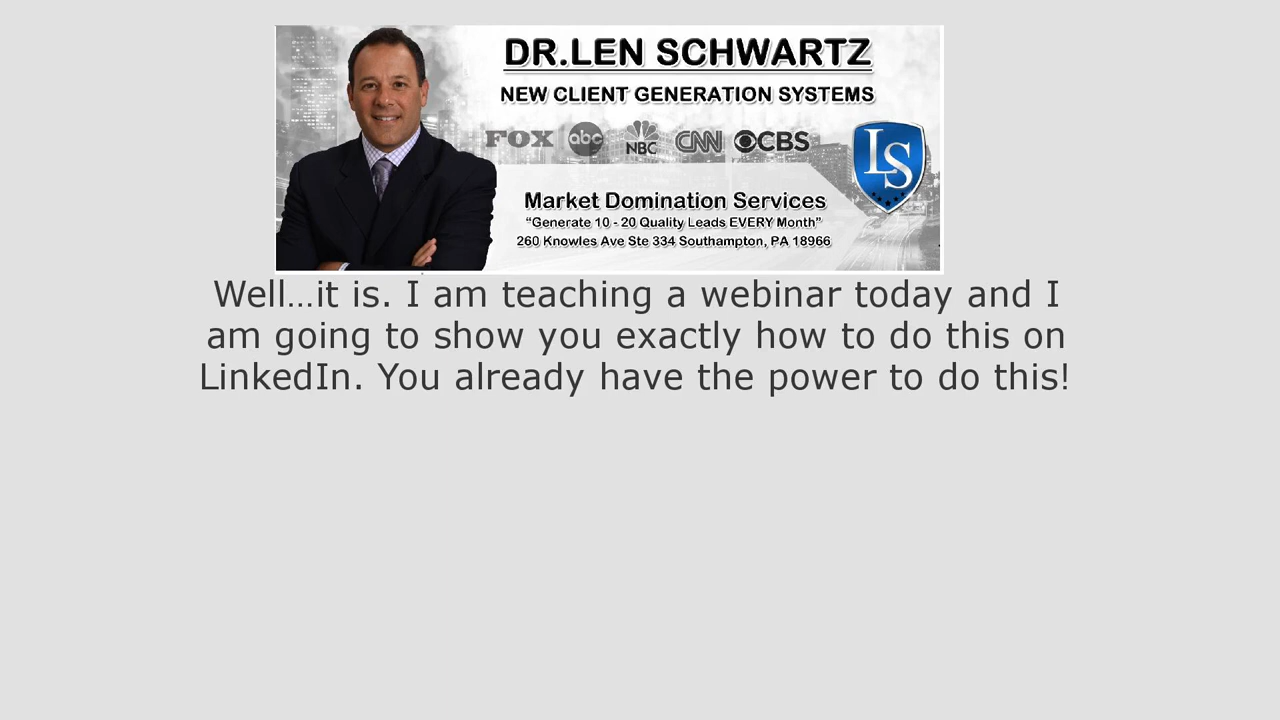 DR.LEN SCHWARTZ
NEW CLIENT GENERATION SYSTEMS
FOX abc NBC CNN CBS
LS
Market Domination Services
“Generate 10 - 20 Quality Leads EVERY Month”
260 Knowles Ave Ste 334 Southampton, PA 18966
Well…it is. I am teaching a webinar today and I
am going to show you exactly how to do this on
LinkedIn. You already have the power to do this!